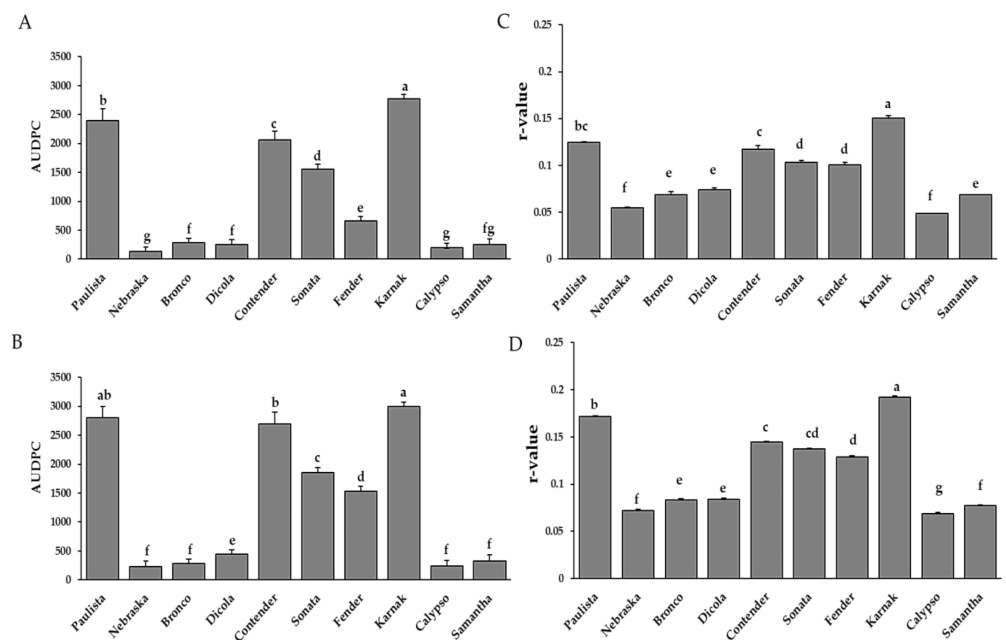 A
AUDPC
3500
3000
2500
2000
1500
1000
500
0
b
g
f
f
c
d
e
a
g
fg
Paulista
Nebraska
Bronco
Dicola
Contender
Sonata
Fender
Karnak
Calypso
Samantha
C
r-value
0.25
0.2
0.15
0.1
0.05
0
bc
f
e
e
c
d
d
a
f
e
Paulista
Nebraska
Bronco
Dicola
Contender
Sonata
Fender
Karnak
Calypso
Samantha
B
AUDPC
3500
3000
2500
2000
1500
1000
500
0
ab
f
f
e
b
c
d
a
f
f
Paulista
Nebraska
Bronco
Dicola
Contender
Sonata
Fender
Karnak
Calypso
Samantha
D
r-value
0.25
0.2
0.15
0.1
0.05
0
b
f
e
e
c
cd
d
a
g
f
Paulista
Nebraska
Bronco
Dicola
Contender
Sonata
Fender
Karnak
Calypso
Samantha